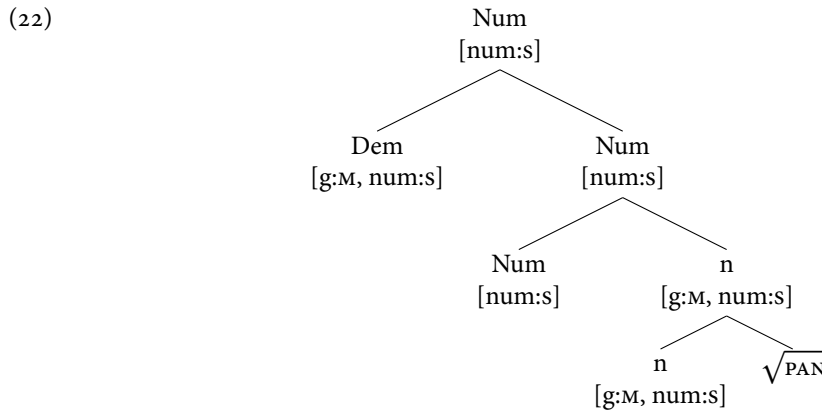 (22)
Num
[num:s]
Dem Num
[g:M, num:s] [num:s]
Num n
[num:s] [g:M, num:s]
n √PAN
[g:M, num:s]